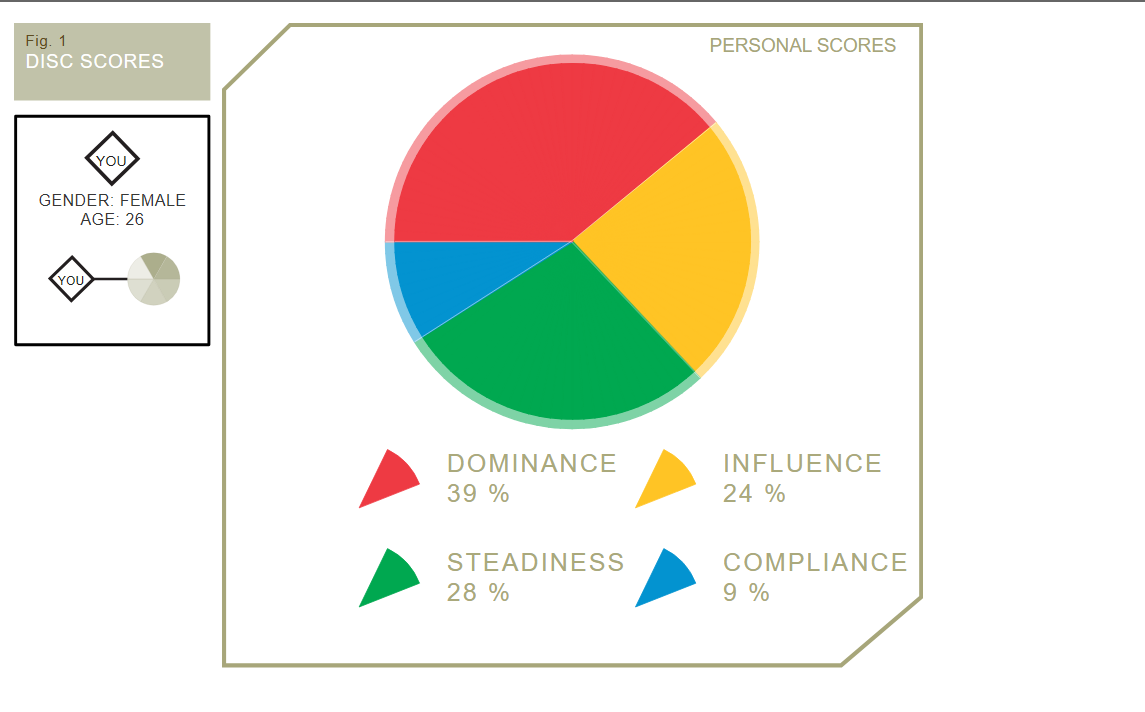 Fig. 1
DISC SCORES
YOU
GENDER: FEMALE
AGE: 26
YOU
PERSONAL SCORES
DOMINANCE
39 %
INFLUENCE
24 %
STEADINESS
28 %
COMPLIANCE
9 %